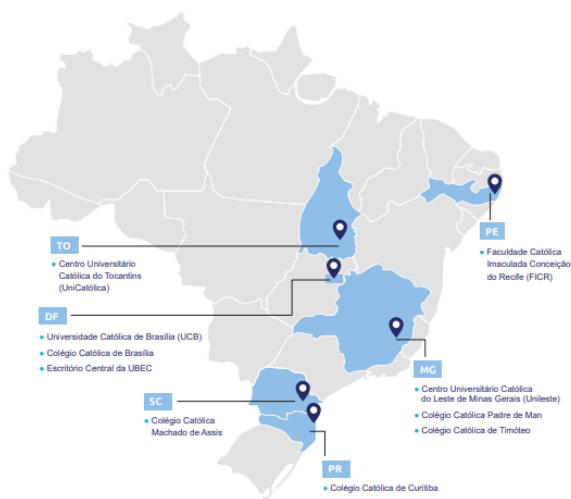 PE
• Faculdade Católica
Imaculada Conceição
do Recife (FICR)
TO
• Centro Universitário
Católica do Tocantins
(UniCatólica)
DF
• Universidade Católica de Brasília (UCB)
• Colégio Católica de Brasília
• Escritório Central da UBEC
MG
• Centro Universitário Católica
do Leste de Minas Gerais (Unileste)
• Colégio Católica Padre de Man
• Colégio Católica de Timóteo
SC
• Colégio Católica
Machado de Assis
PR
• Colégio Católica de Curitiba